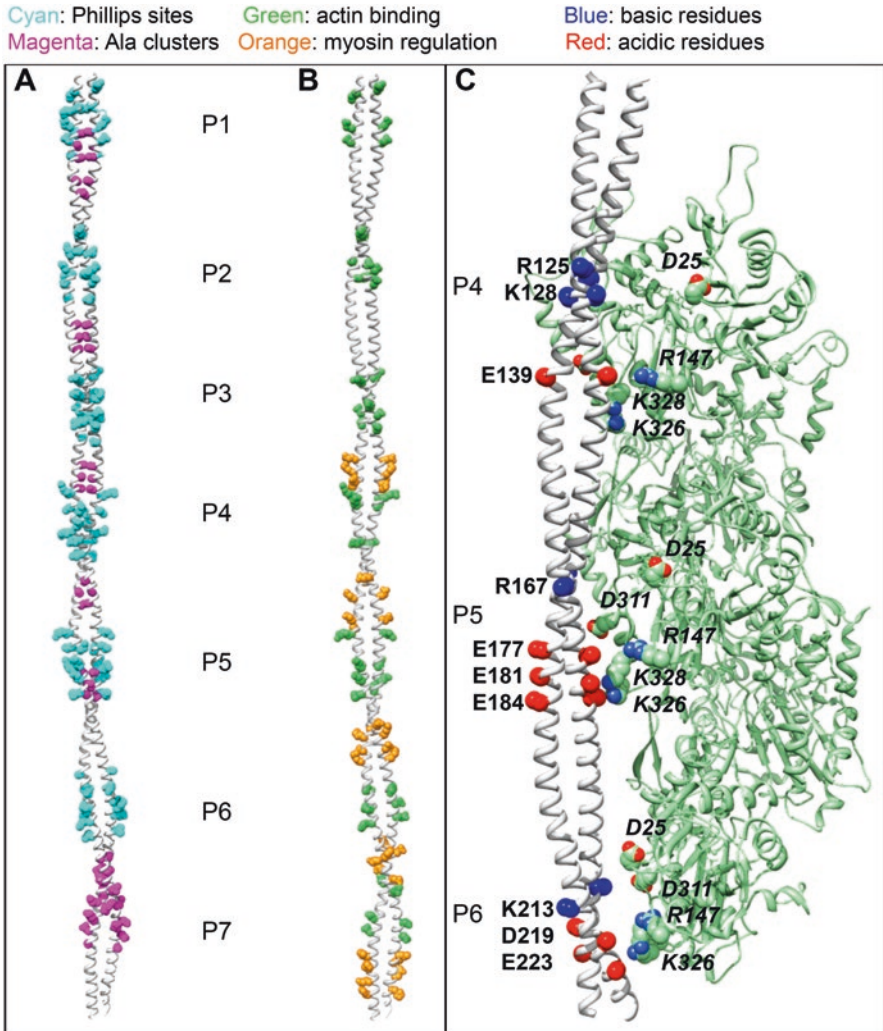 Cyan: Phillips sites Green: actin binding Blue: basic residues
Magenta: Ala clusters Orange: myosin regulation Red: acidic residues
A
P1
P2
P3
P4
P5
P6
P7
B
C
P4
R125
K128
D25
E139
R147
K328
K326
P5
R167
D25
D311
R147
E177
E181
E184
K328
K326
P6
D25
D311
K213
R147
D219
E223
K326